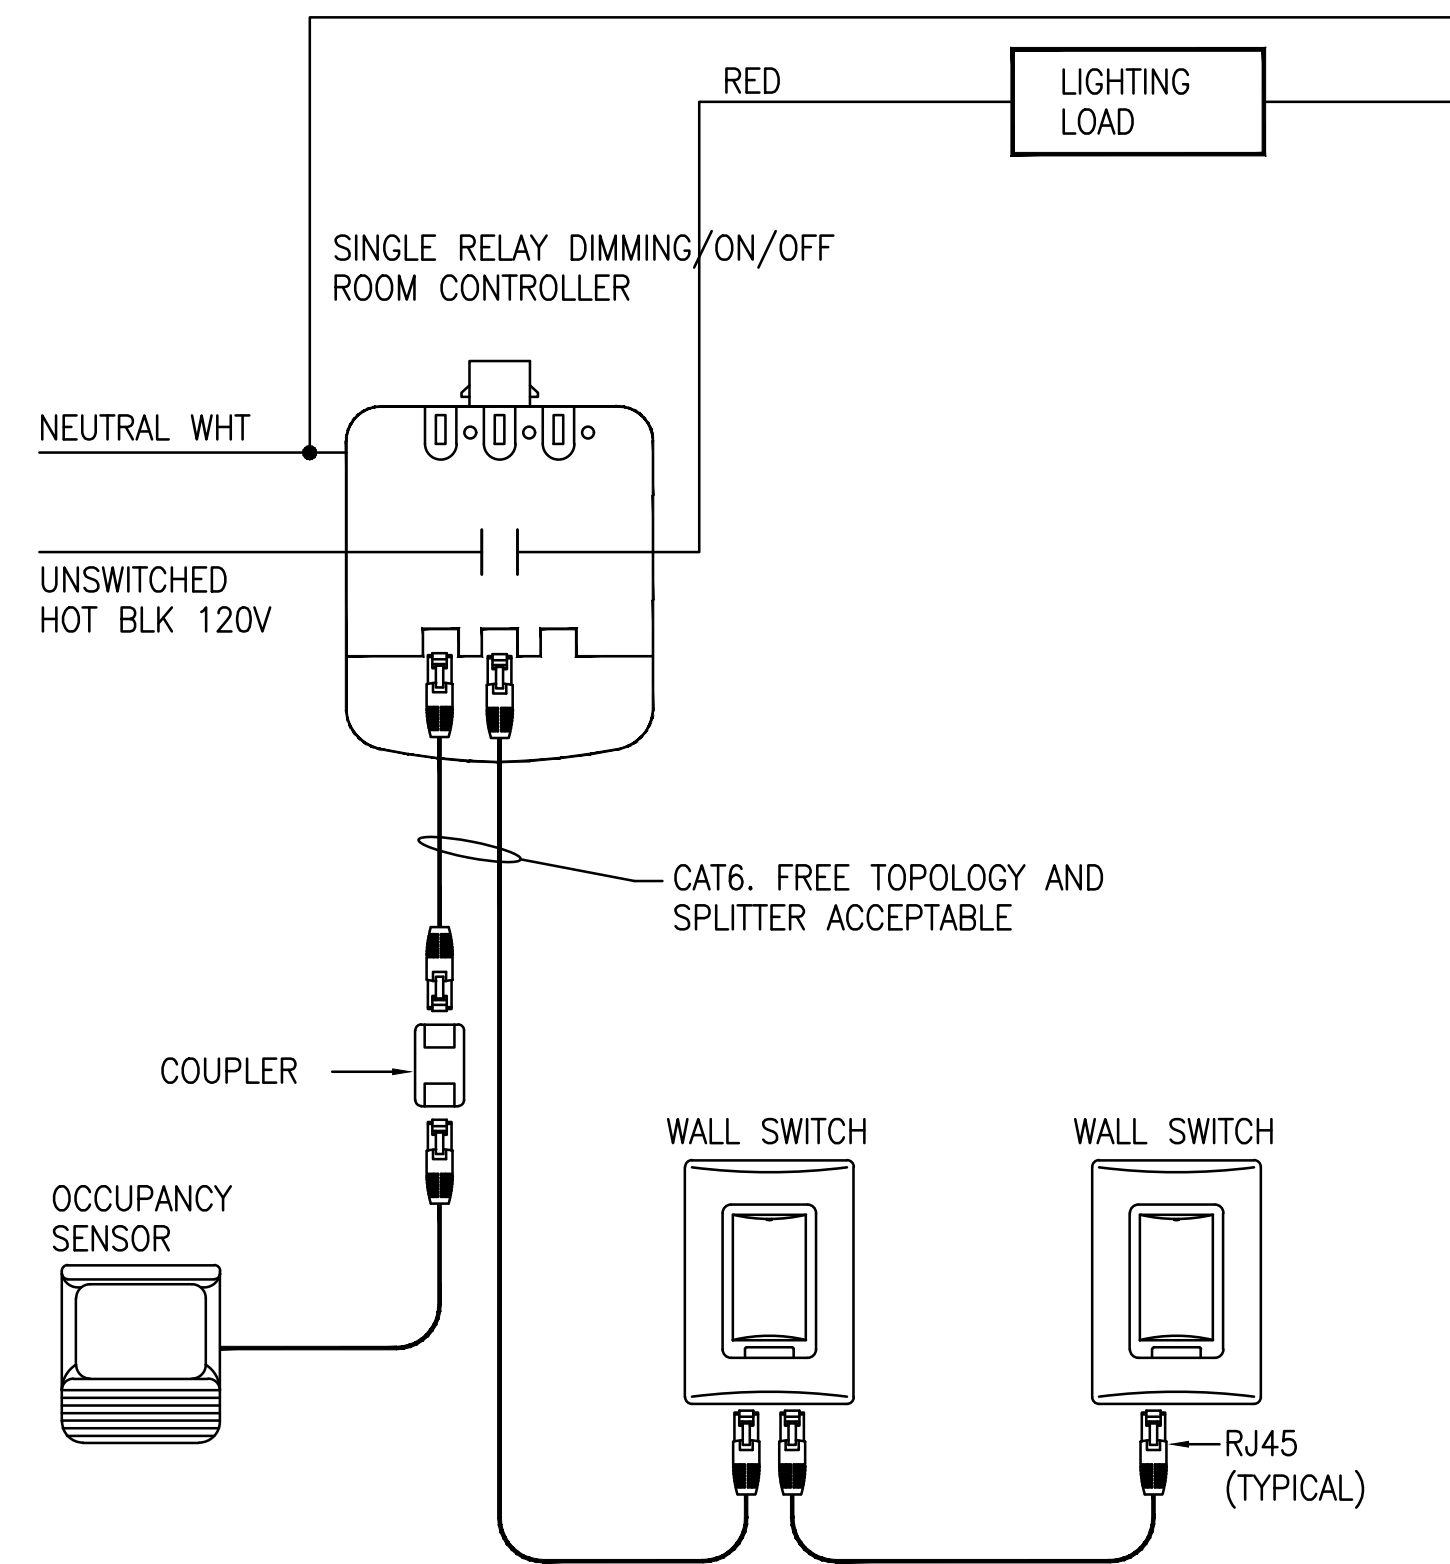 RED
LIGHTING
LOAD
SINGLE RELAY DIMMING/ON/OFF
ROOM CONTROLLER
NEUTRAL WHT
UNSWITCHED
HOT BLK 120V
CAT6. FREE TOPOLOGY AND
SPLITTER ACCEPTABLE
COUPLER
WALL SWITCH
WALL SWITCH
OCCUPANCY
SENSOR
RJ45
(TYPICAL)